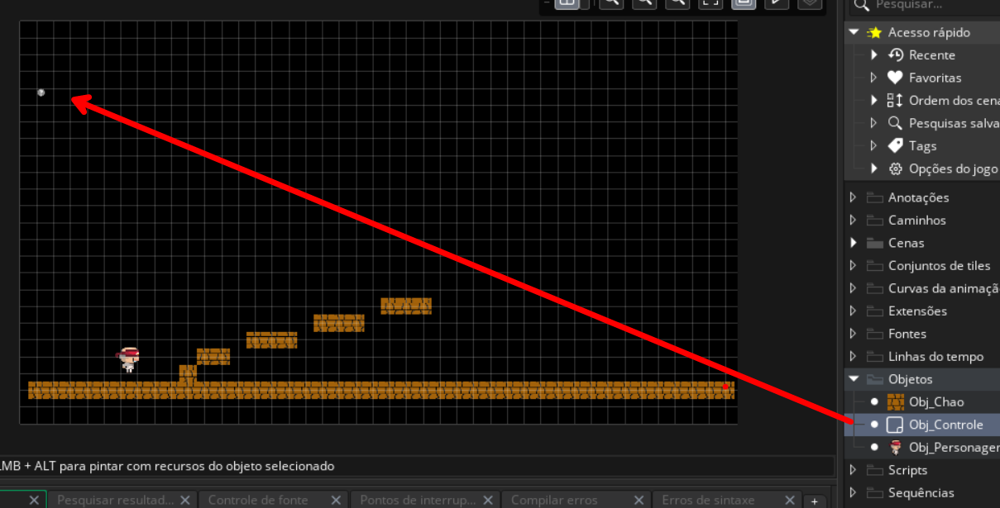 Pesquisar...
Acesso rápido
Recente
Favoritas
Ordem dos cena
Pesquisas salva
Tags
Opções do jogo
Anotações
Caminhos
Cenas
Conjuntos de tiles
Curvas da animaçã
Extensões
Fontes
Linhas do tempo
Objetos
Obj_Chao
Obj_Controle
Obj_Personagem
Scripts
Sequências
LMB + ALT para pintar com recursos do objeto selecionado
Pesquisar resultad...
Controle de fonte
Pontos de interrup...
Compilar erros
Erros de sintaxe